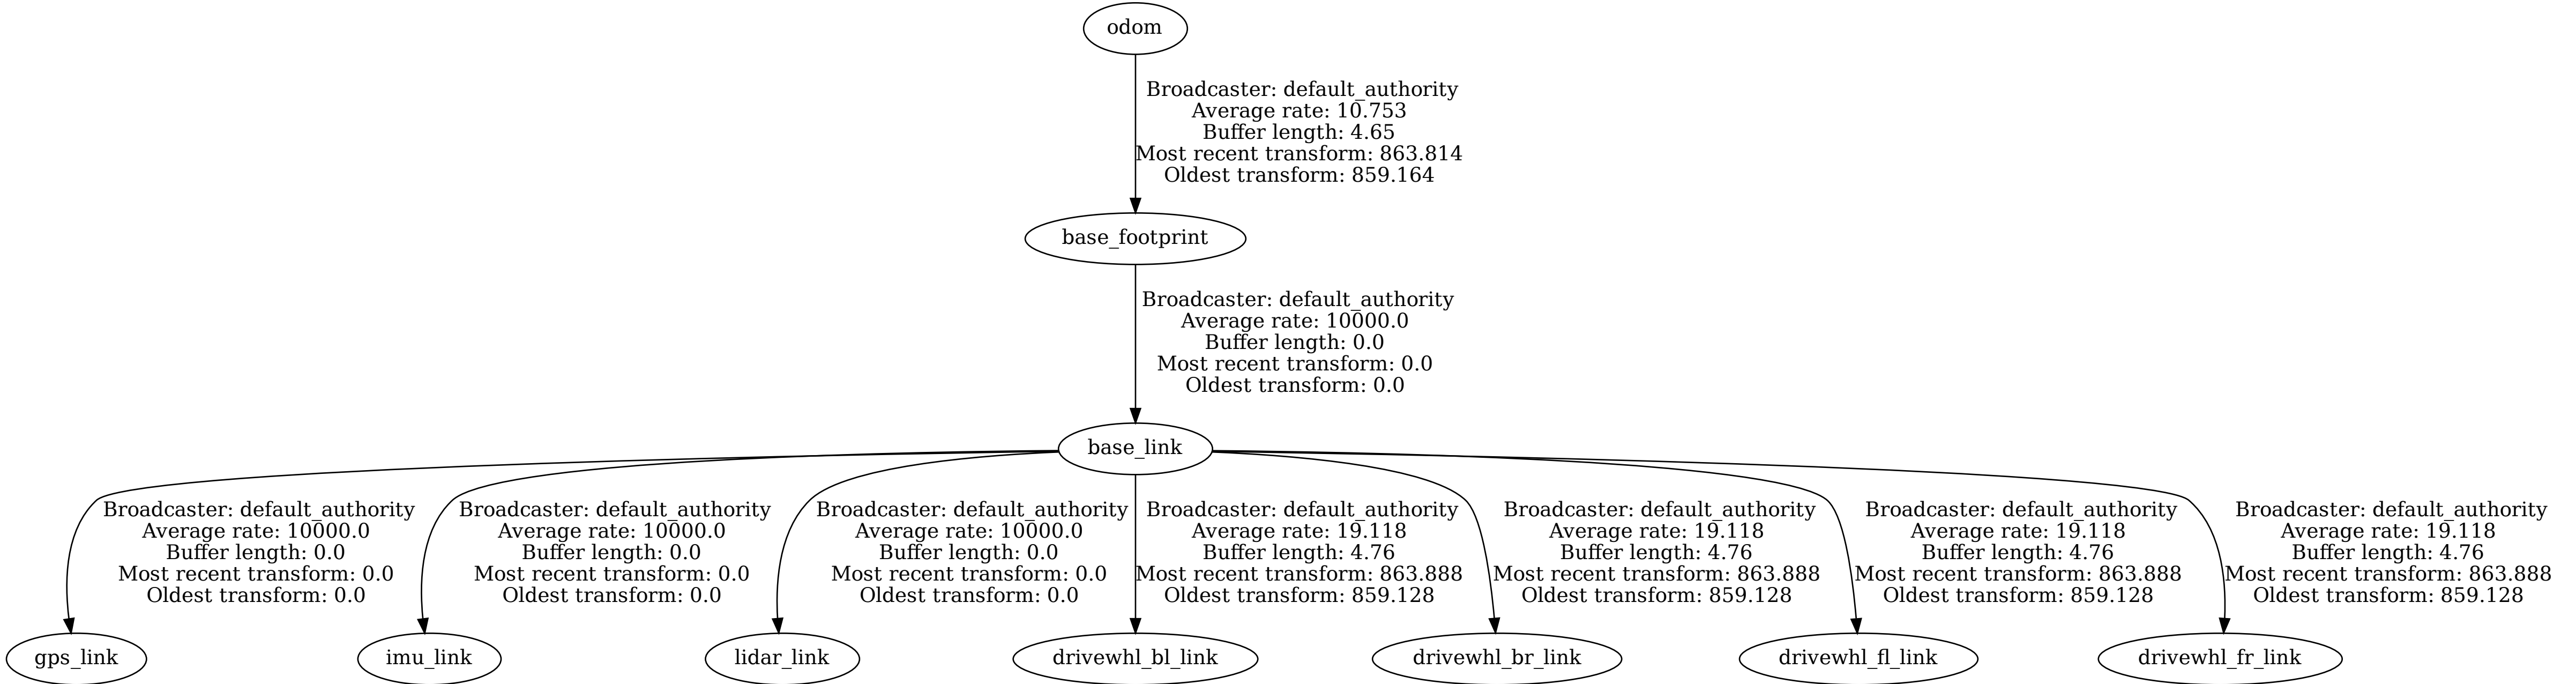 odom
Broadcaster: default_authority
Average rate: 10.753
Buffer length: 4.65
Most recent transform: 863.814
Oldest transform: 859.164
base_footprint
Broadcaster: default_authority
Average rate: 10000.0
Buffer length: 0.0
Most recent transform: 0.0
Oldest transform: 0.0
base_link
Broadcaster: default_authority
Average rate: 10000.0
Buffer length: 0.0
Most recent transform: 0.0
Oldest transform: 0.0
Broadcaster: default_authority
Average rate: 10000.0
Buffer length: 0.0
Most recent transform: 0.0
Oldest transform: 0.0
Broadcaster: default_authority
Average rate: 10000.0
Buffer length: 0.0
Most recent transform: 0.0
Oldest transform: 0.0
Broadcaster: default_authority
Average rate: 19.118
Buffer length: 4.76
Most recent transform: 863.888
Oldest transform: 859.128
Broadcaster: default_authority
Average rate: 19.118
Buffer length: 4.76
Most recent transform: 863.888
Oldest transform: 859.128
Broadcaster: default_authority
Average rate: 19.118
Buffer length: 4.76
Most recent transform: 863.888
Oldest transform: 859.128
Broadcaster: default_authority
Average rate: 19.118
Buffer length: 4.76
Most recent transform: 863.888
Oldest transform: 859.128
gps_link
imu_link
lidar_link
drivewhl_bl_link
drivewhl_br_link
drivewhl_fl_link
drivewhl_fr_link